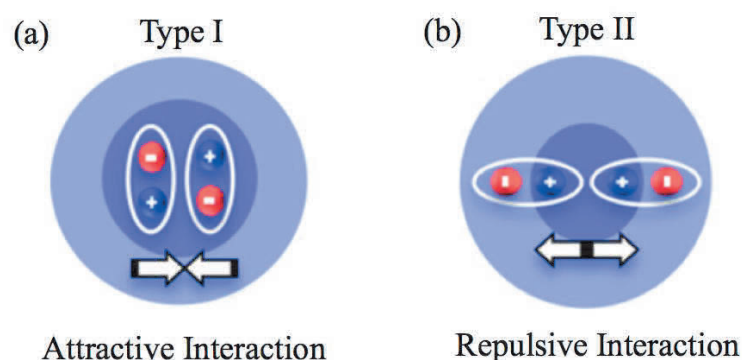 (a) Type I
(b) Type II
- +
+ -
- + + -
Attractive Interaction
Repulsive Interaction